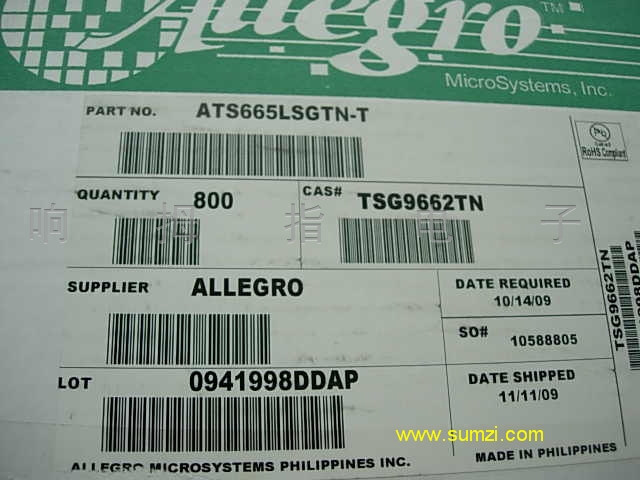 Allegro TM
MicroSystems, Inc.
PART NO. ATS665LSGTN-T
RoHS Compliant
QUANTITY 800 CAS# TSG9662TN
响拇指电子
SUPPLIER ALLEGRO
DATE REQUIRED
10/14/09
SO# 10588805
LOT 0941998DDAP
DATE SHIPPED
11/11/09
www.sumzi.com
ALLEGRO MICROSYSTEMS PHILIPPINES INC.
MADE IN PHILIPPINES
TSG9662TN